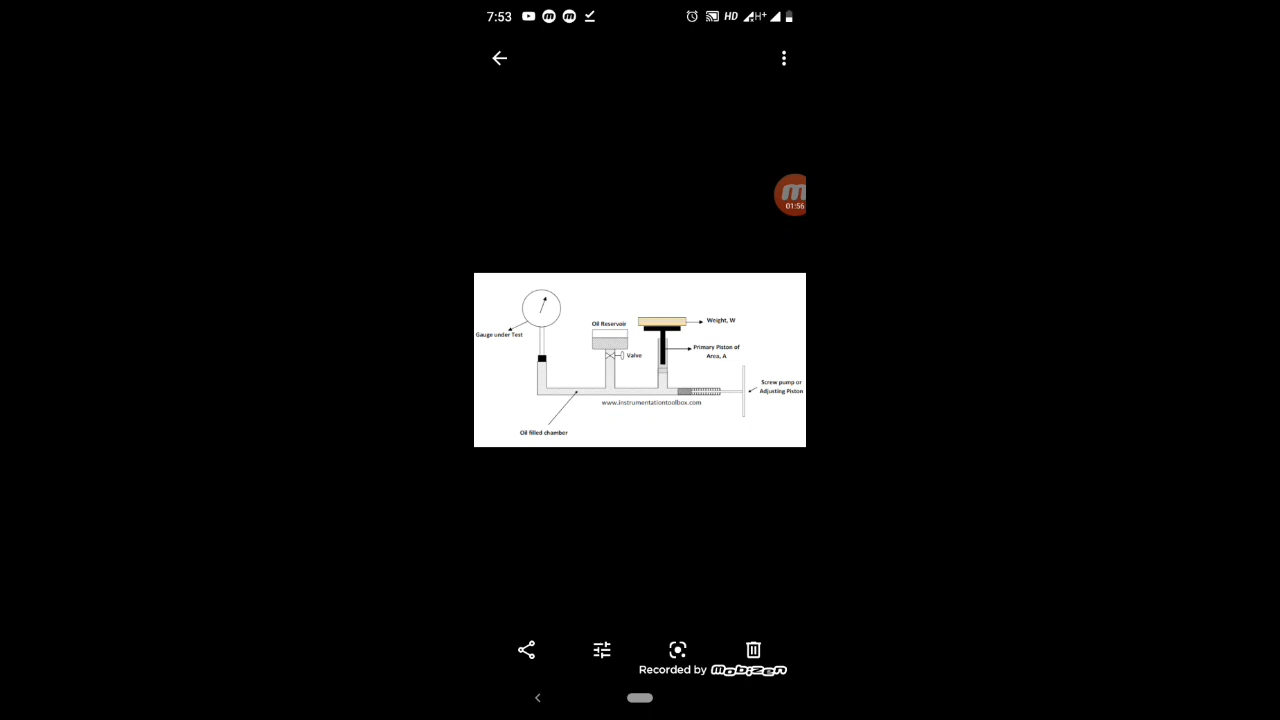 7:53
HD
H+
01:56
Gauge under Test
Oil Reservoir
Valve
Weight, W
Primary Piston of
Area, A
Screw pump or
Adjusting Piston
www.instrumentationtoolbox.com
Oil filled chamber
Recorded by mobizen